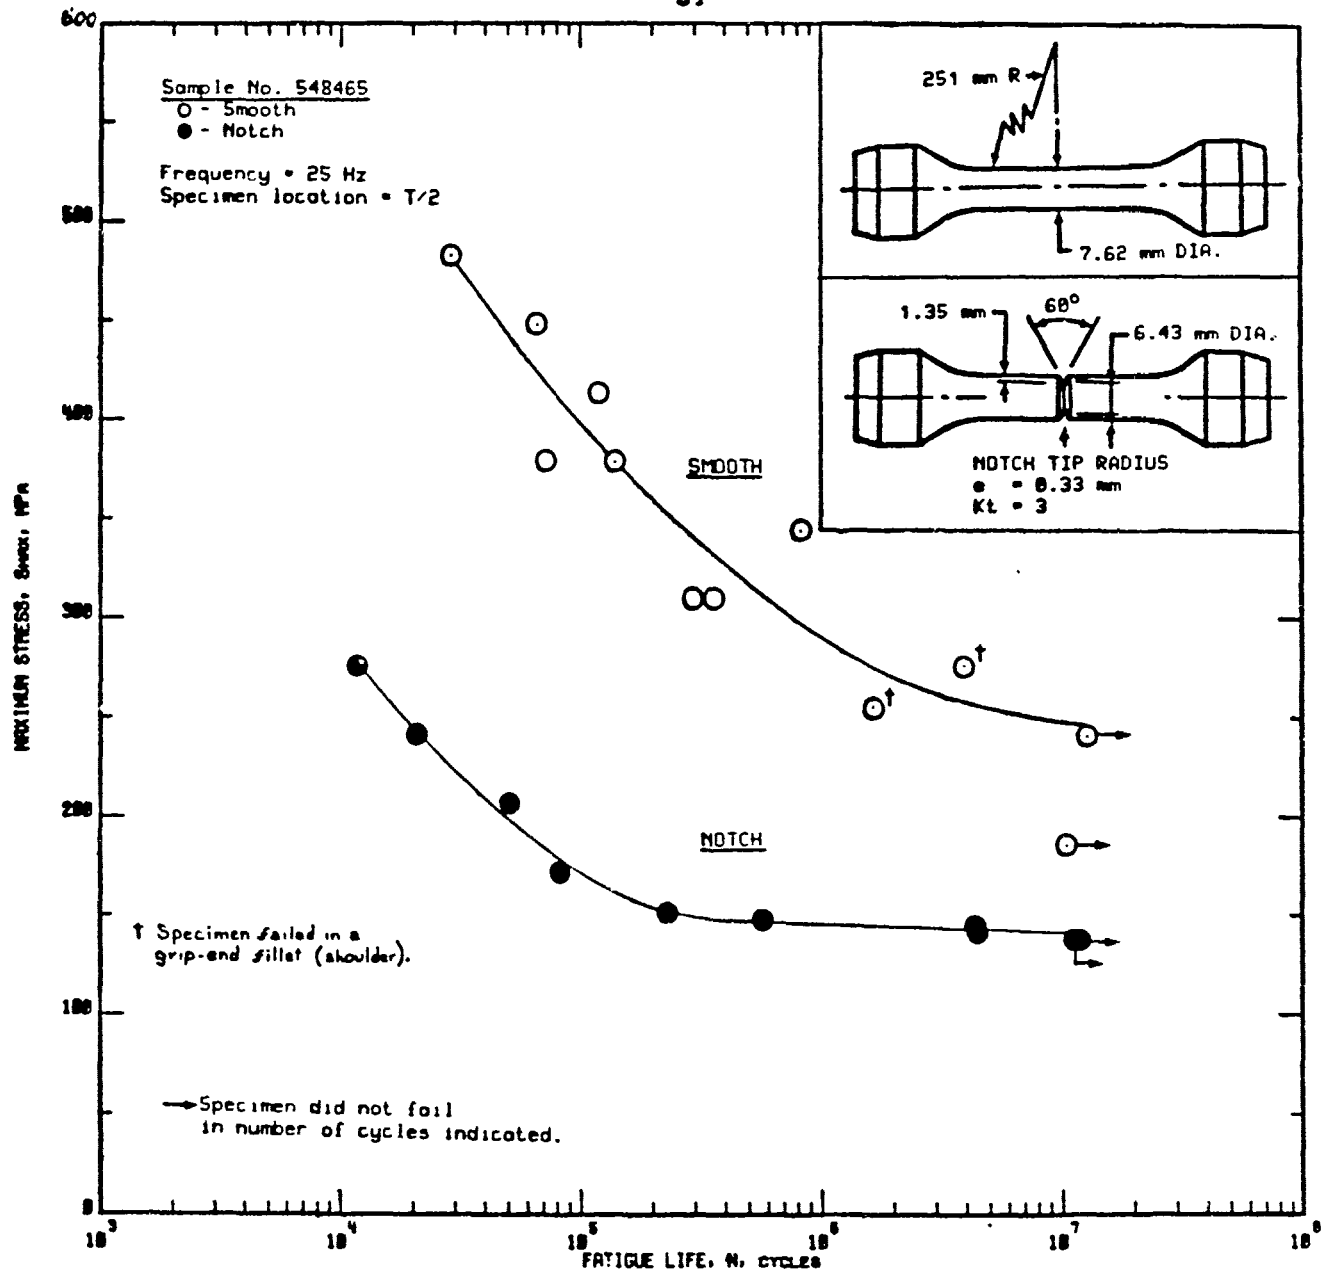 600
Sample No. 548465
O - Smooth
● - Notch
Frequency = 25 Hz
Specimen location = T/2
500
400
300
200
100
0
MAXIMUM STRESS, SMAX, MPA
SMOOTH
NOTCH
†
†
† Specimen failed in a
grip-end fillet (shoulder).
→Specimen did not fail
in number of cycles indicated.
10³
10⁴
10⁵
10⁶
10⁷
10⁸
FATIGUE LIFE, N, CYCLES
251 mm R
7.62 mm DIA.
1.35 mm
60°
6.43 mm DIA.
NOTCH TIP RADIUS
= 0.33 mm
Kt = 3